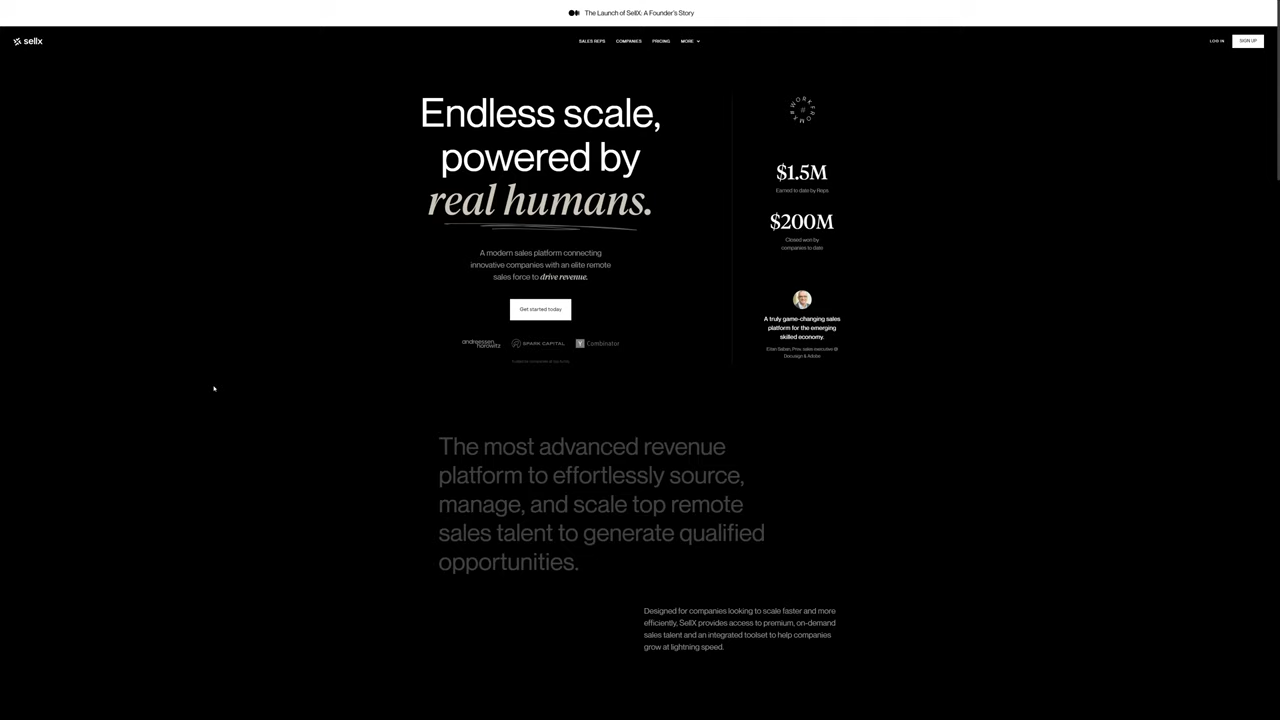 The Launch of SellX: A Founder's Story
sellx
SALES REPS
COMPANIES
PRICING
MORE
LOG IN
SIGN UP
Endless scale,
powered by
real humans.
A modern sales platform connecting
innovative companies with an elite remote
sales force to drive revenue.
Get started today
andreessen
horowitz
SPARK CAPITAL
Y Combinator
$1.5M
Earned to date by Reps
$200M
Closed won by
companies to date
A truly game-changing sales
platform for the emerging
skilled economy.
Docusign & Adobe
The most advanced revenue
platform to effortlessly source,
manage, and scale top remote
sales talent to generate qualified
opportunities.
Designed for companies looking to scale faster and more
efficiently, SellX provides access to premium, on-demand
sales talent and an integrated toolset to help companies
grow at lightning speed.